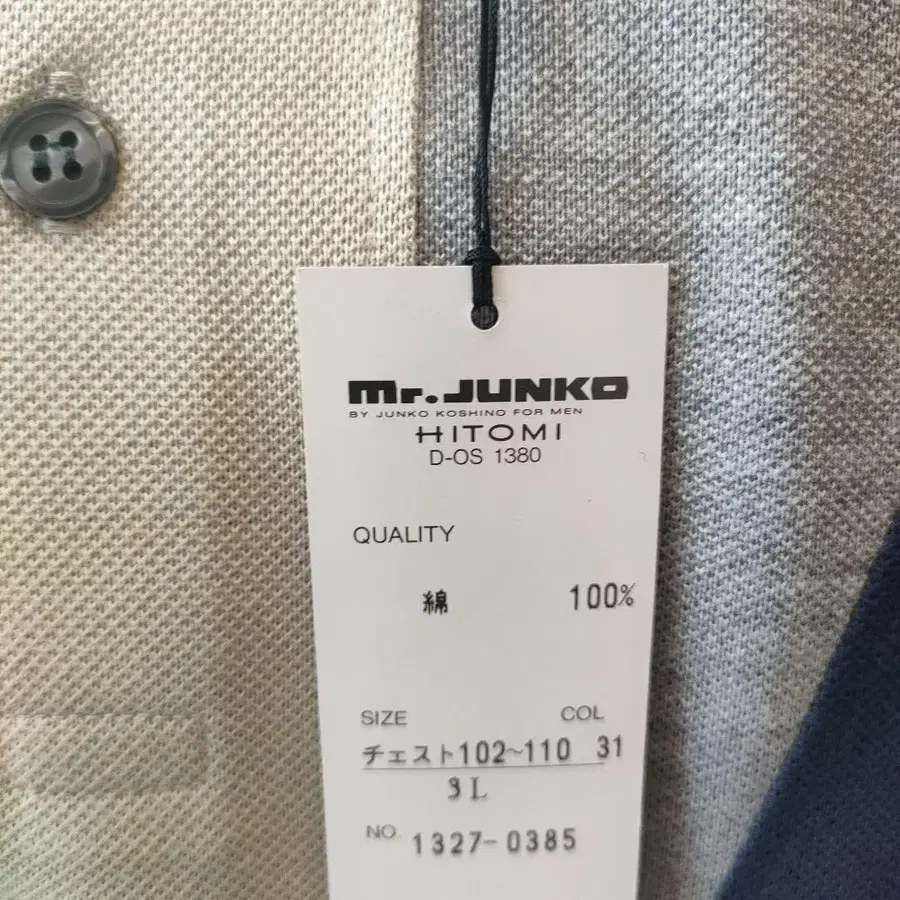 Mr.JUNKO
BY JUNKO KOSHINO FOR MEN
HITOMI
D-OS 1380
QUALITY
綿 100%
SIZE COL
チェスト102~110 31
3L
NO. 1327-0385